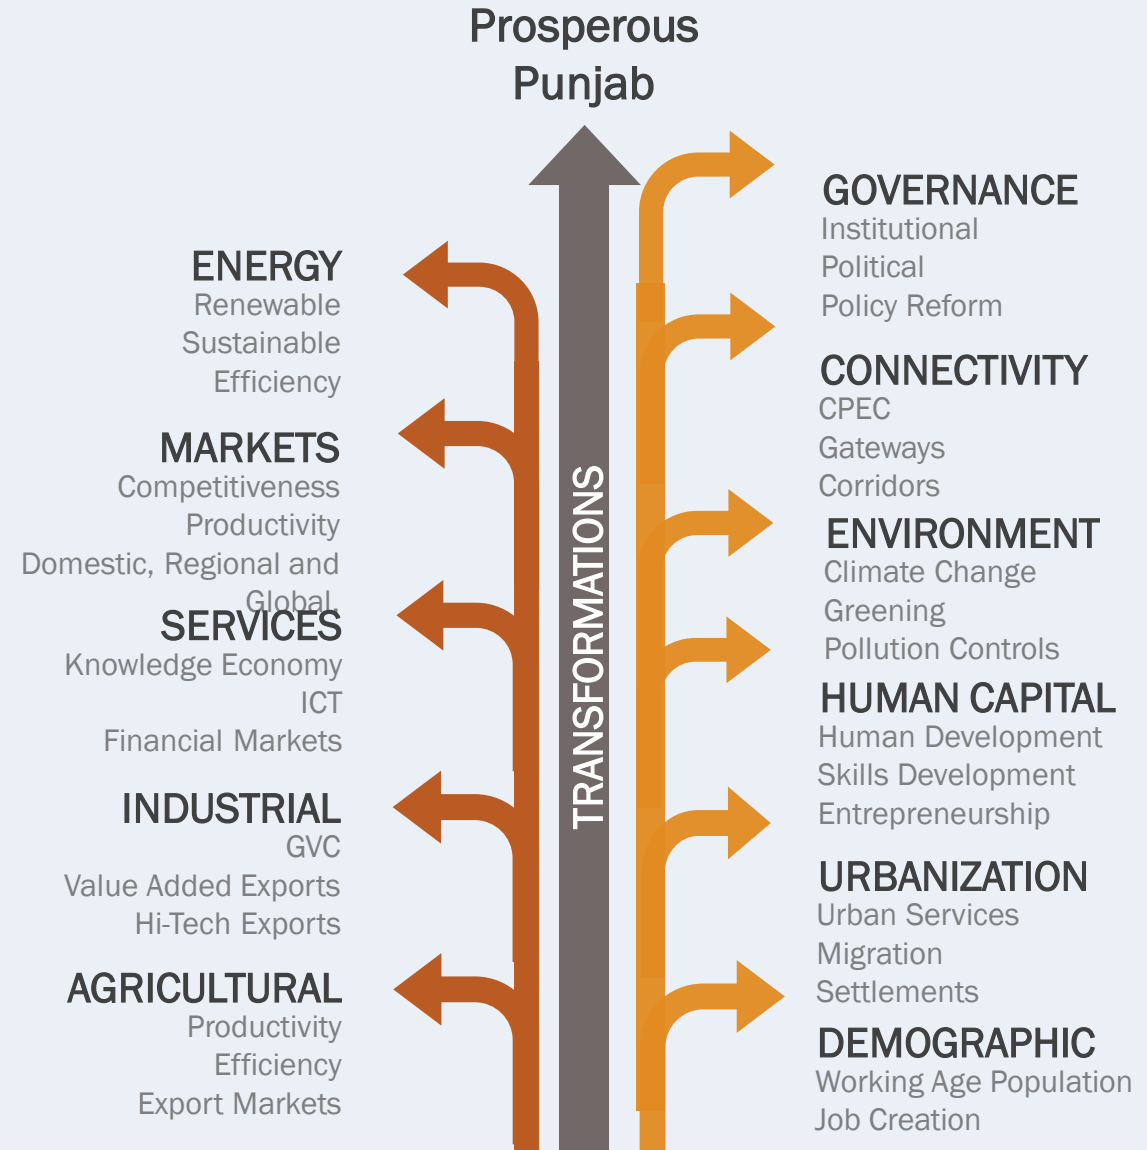 Prosperous
Punjab
ENERGY
Renewable
Sustainable
Efficiency
MARKETS
Competitiveness
Productivity
Domestic, Regional and
Global.
SERVICES
Knowledge Economy
ICT
Financial Markets
INDUSTRIAL
GVC
Value Added Exports
Hi-Tech Exports
AGRICULTURAL
Productivity
Efficiency
Export Markets
TRANSFORMATIONS
GOVERNANCE
Institutional
Political
Policy Reform
CONNECTIVITY
CPEC
Gateways
Corridors
ENVIRONMENT
Climate Change
Greening
Pollution Controls
HUMAN CAPITAL
Human Development
Skills Development
Entrepreneurship
URBANIZATION
Urban Services
Migration
Settlements
DEMOGRAPHIC
Working Age Population
Job Creation